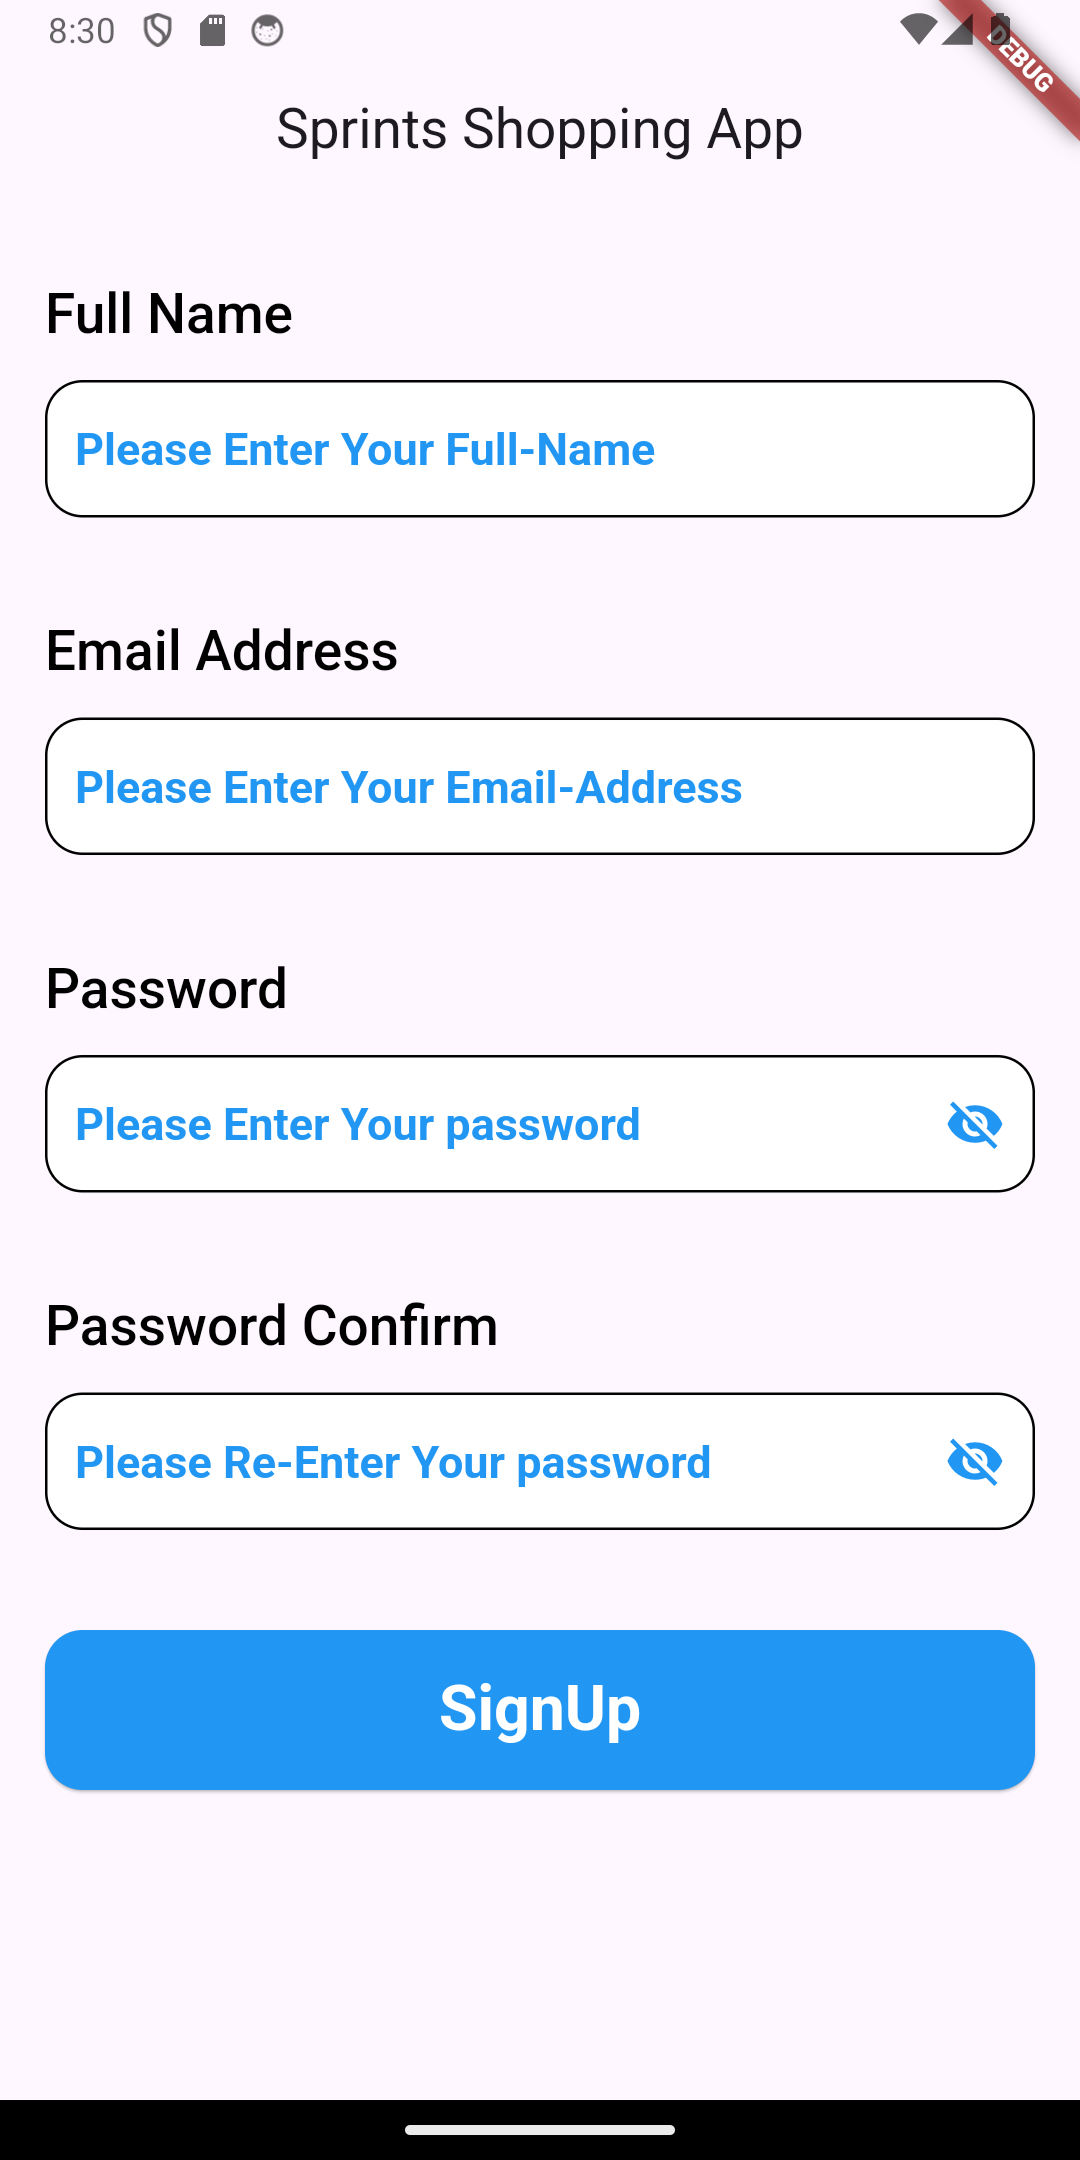 8:30
DEBUG
Sprints Shopping App
Full Name
Please Enter Your Full-Name
Email Address
Please Enter Your Email-Address
Password
Please Enter Your password
Password Confirm
Please Re-Enter Your password
SignUp